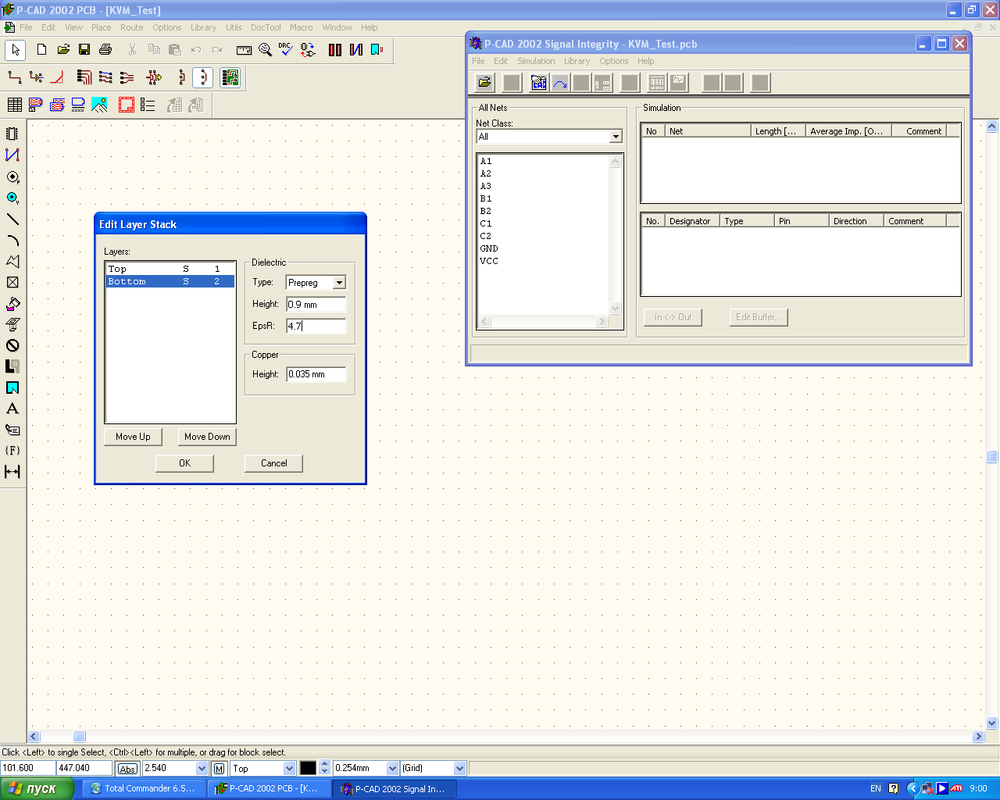 P-CAD 2002 PCB - [KVM_Test]
File Edit View Place Route Options Library Utils DocTool Macro Window Help
DRC
P-CAD 2002 Signal Integrity - KVM_Test.pcb
File Edit Simulation Library Options Help
All Nets
Net Class:
All
A1
A2
A3
B1
B2
C1
C2
GND
VCC
Simulation
No Net Length [... Average Imp. [O... Comment
No. Designator Type Pin Direction Comment
In <-> Out Edit Buffer...
Edit Layer Stack
Layers:
Top S 1
Bottom S 2
Dielectric
Type: Prepreg
Height: 0.9 mm
EpsR: 4.7
Copper
Height: 0.035 mm
Move Up Move Down
OK Cancel
A
{F}
Click <Left> to single Select, <Ctrl><Left> for multiple, or drag for block select.
101.600 447.040 Abs 2.540 M Top 0.254mm (Grid)
пуск Total Commander 6.5... P-CAD 2002 PCB - [K... P-CAD 2002 Signal In... EN ? ATI 9:00